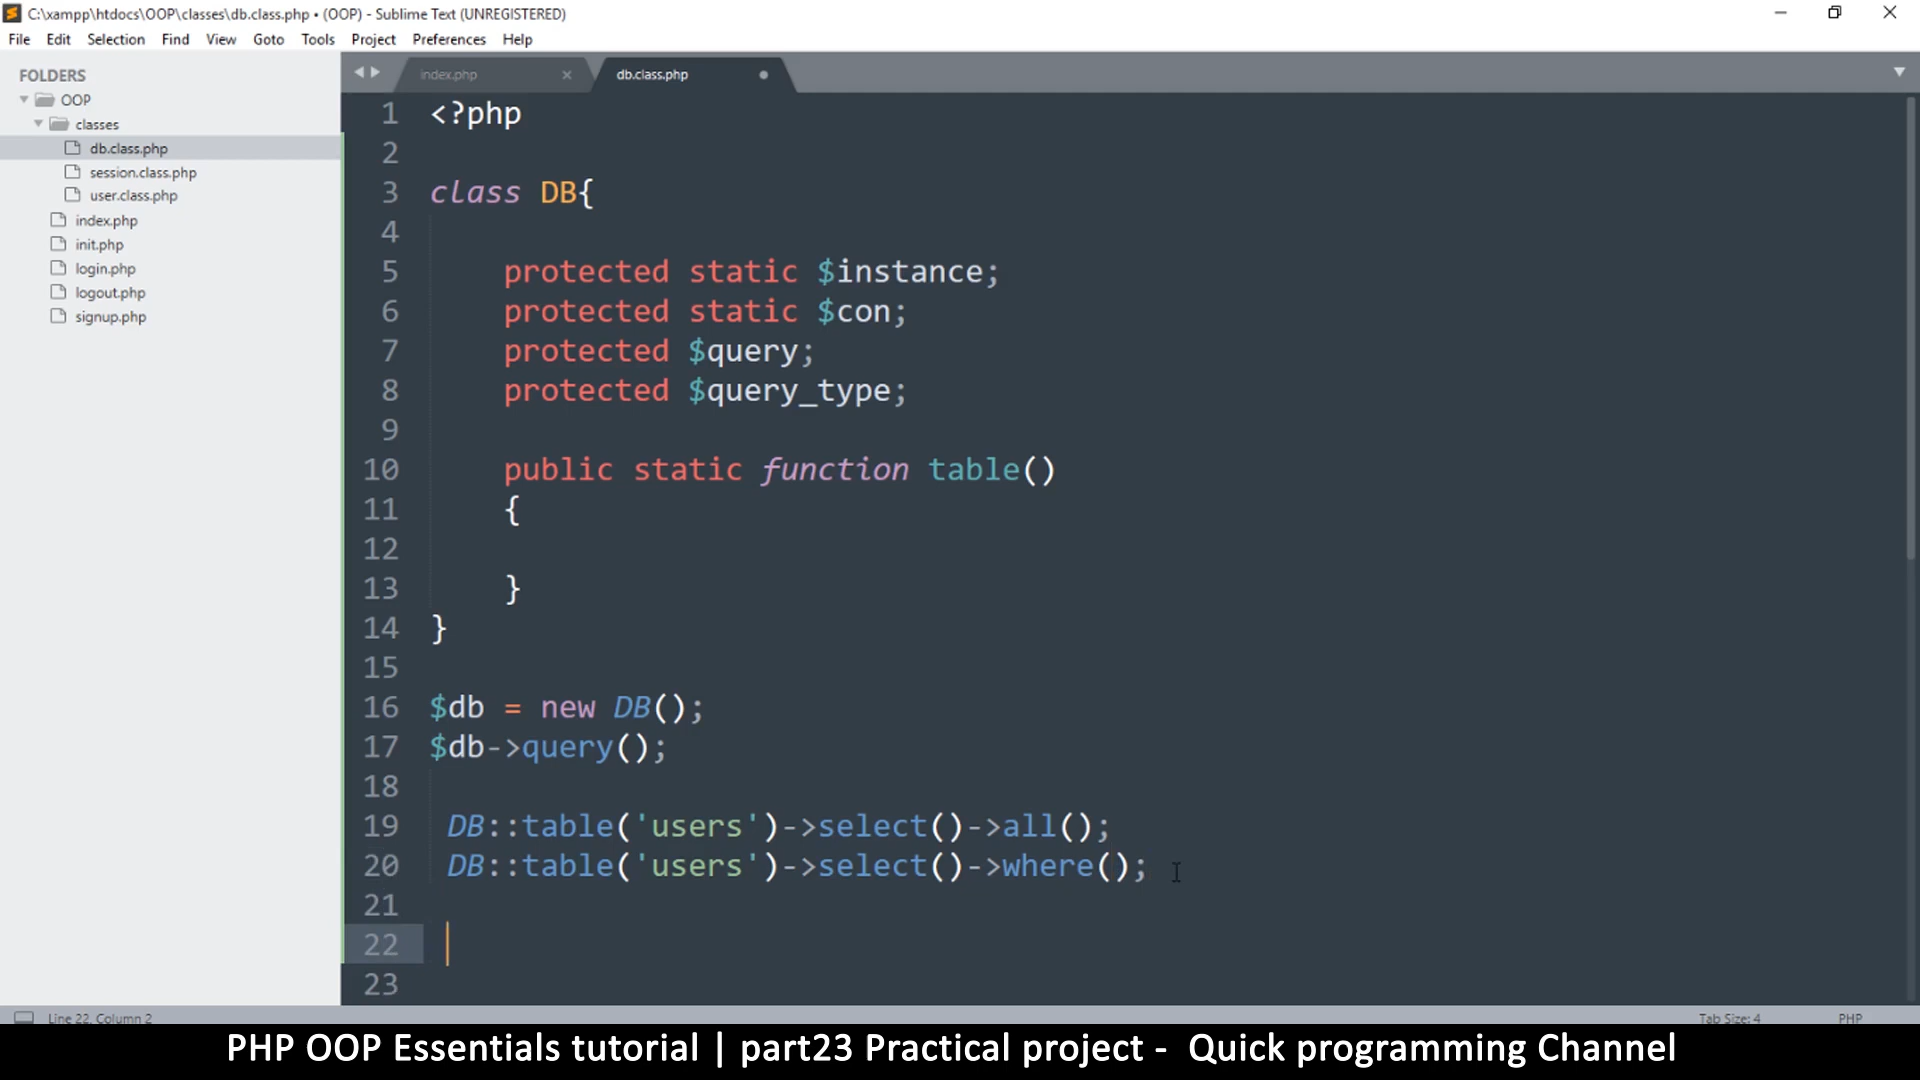 C:\xampp\htdocs\OOP\classes\db.class.php • (OOP) - Sublime Text (UNREGISTERED)
File Edit Selection Find View Goto Tools Project Preferences Help
FOLDERS
OOP
classes
db.class.php
session.class.php
user.class.php
index.php
init.php
login.php
logout.php
signup.php
index.php
db.class.php
1 <?php
2
3 class DB{
4
5 protected static $instance;
6 protected static $con;
7 protected $query;
8 protected $query_type;
9
10 public static function table()
11 {
12
13 }
14 }
15
16 $db = new DB();
17 $db->query();
18
19 DB::table('users')->select()->all();
20 DB::table('users')->select()->where();
21
22
23
Line 22, Column 2
Tab Size: 4
PHP
PHP OOP Essentials tutorial | part23 Practical project - Quick programming Channel